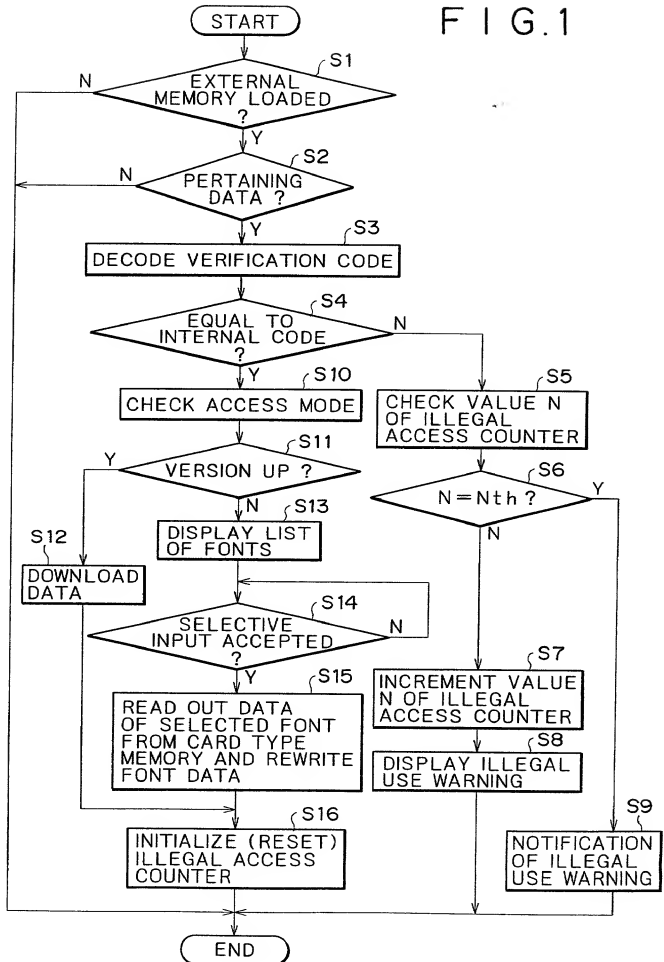 START
FIG.1
S1
N
EXTERNAL
MEMORY LOADED
?
Y
S2
N
PERTAINING
DATA ?
Y
S3
DECODE VERIFICATION CODE
S4
EQUAL TO
INTERNAL CODE
?
N
Y
S10
CHECK ACCESS MODE
S5
CHECK VALUE N
OF ILLEGAL
ACCESS COUNTER
S11
Y
VERSION UP ?
N
S6
N=Nth ?
Y
N
S13
DISPLAY LIST
OF FONTS
S12
DOWNLOAD
DATA
S14
SELECTIVE
INPUT ACCEPTED
?
N
Y
S15
READ OUT DATA
OF SELECTED FONT
FROM CARD TYPE
MEMORY AND REWRITE
FONT DATA
S7
INCREMENT VALUE
N OF ILLEGAL
ACCESS COUNTER
S8
DISPLAY ILLEGAL
USE WARNING
S16
INITIALIZE (RESET)
ILLEGAL ACCESS
COUNTER
S9
NOTIFICATION
OF ILLEGAL
USE WARNING
END